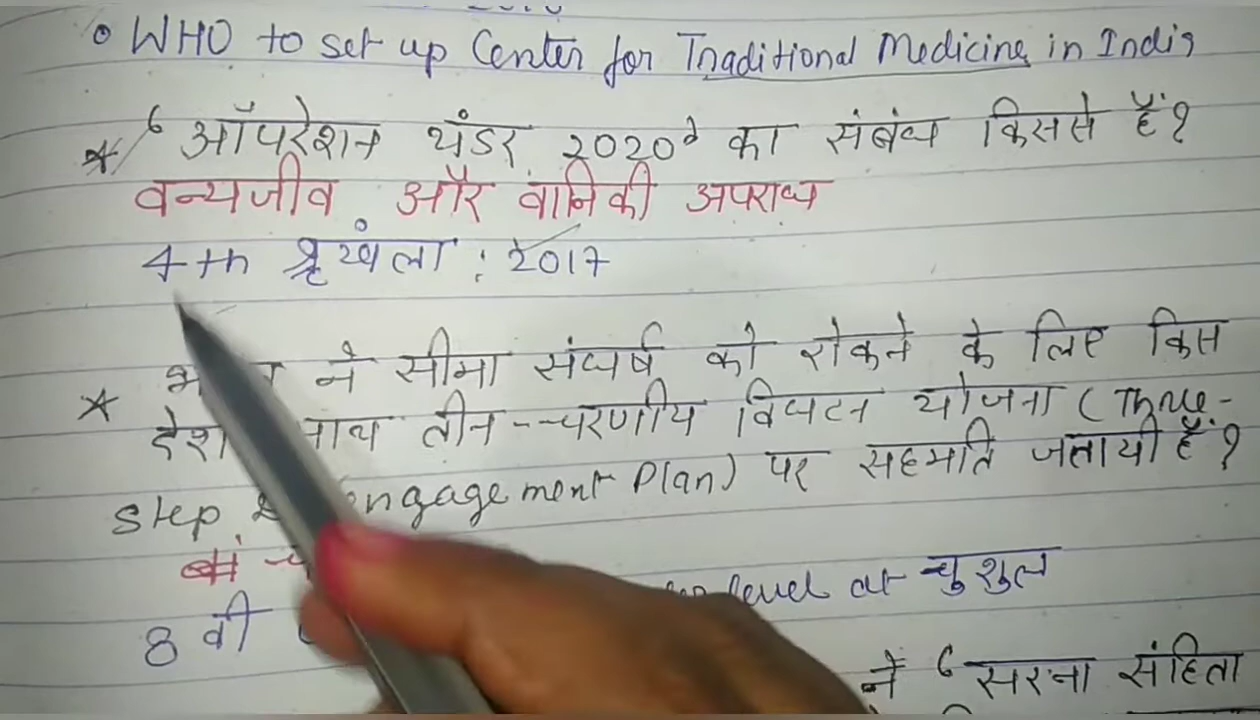 • WHO to set up Center for Traditional Medicine in India
* 'ऑपरेशन थंडर 2020' का संबंध किससे हैं?
वन्यजीव और वानिकी अपराध
4th श्रृंखला : 2017
* ने सीमा संघर्ष को रोकने के लिए किस
देश तीन-चरणीय विघटन योजना (Three-
Step engagement Plan) पर सहमति जतायी हैं?
level at चुशुल
8 वी
ने 'सरना संहिता